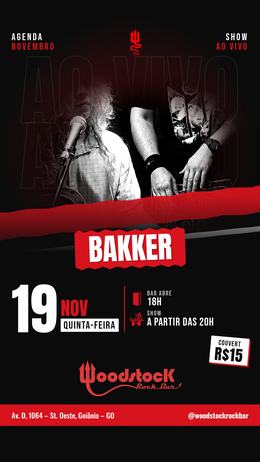 AGENDA
NOVEMBRO
SHOW
AO VIVO
AO VIVO
BAKKER
19
NOV
QUINTA-FEIRA
BAR ABRE
18H
SHOW
A PARTIR DAS 20H
COUVERT
R$15
Woodstock
Rock Bar
Av. D, 1064 – St. Oeste, Goiânia – GO
@woodstockrockbar